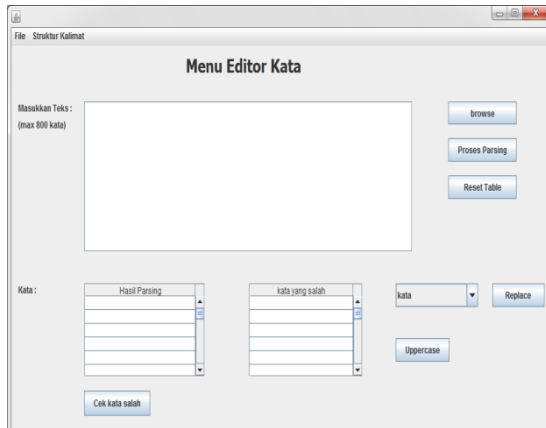 File Struktur Kalimat
Menu Editor Kata
Masukkan Teks :
(max 800 kata)
browse
Proses Parsing
Reset Table
Kata :
Hasil Parsing
kata yang salah
kata
Replace
Uppercase
Cek kata salah